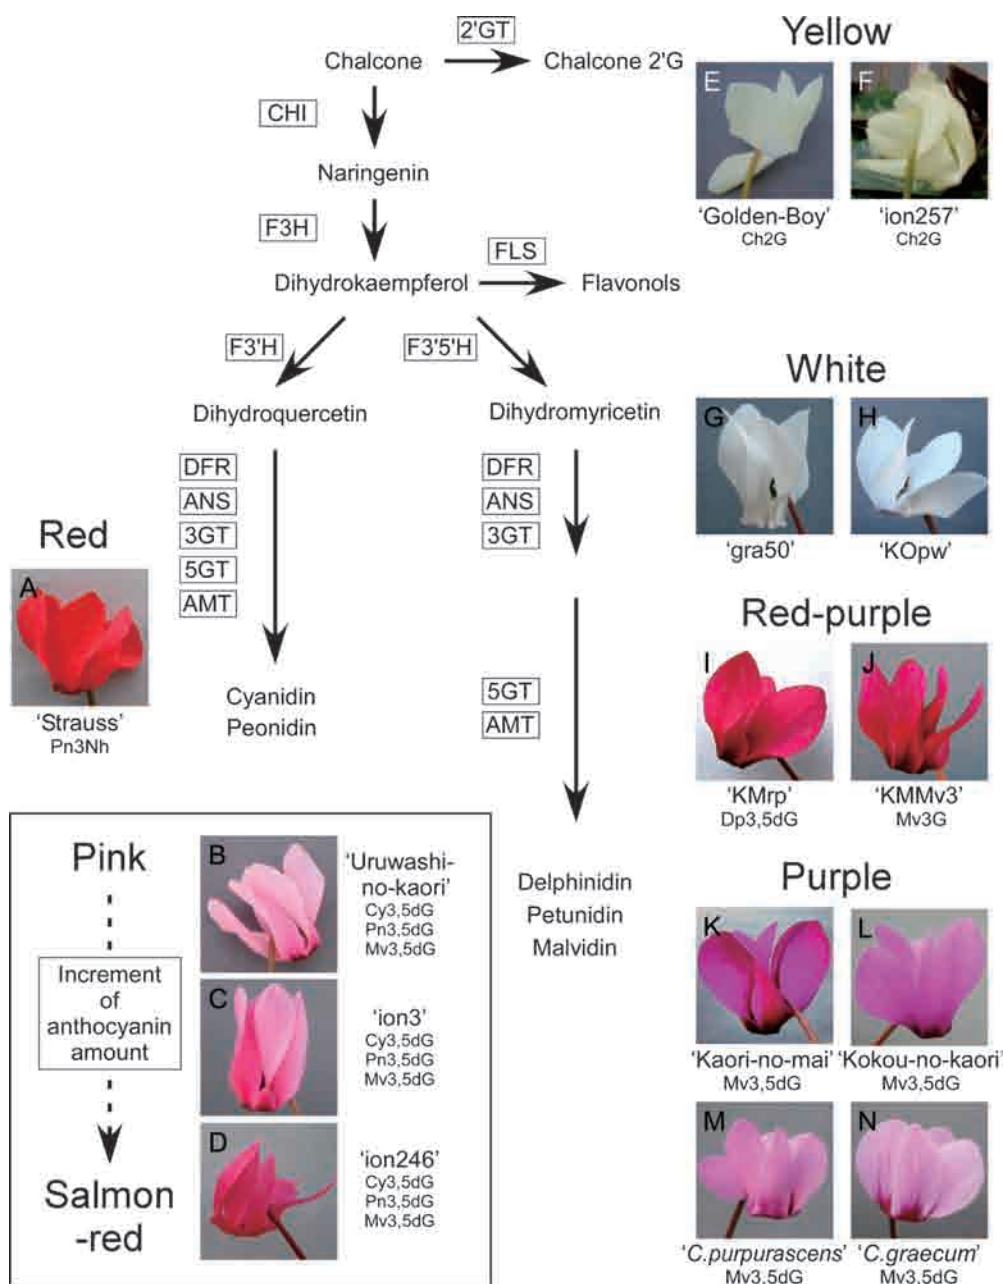 2'GT
Chalcone
Chalcone 2'G
CHI
Naringenin
F3H
FLS
Dihydrokaempferol
Flavonols
F3'H
F3'5'H
Dihydroquercetin
Dihydromyricetin
DFR
ANS
3GT
5GT
AMT
DFR
ANS
3GT
Cyanidin
Peonidin
5GT
AMT
Delphinidin
Petunidin
Malvidin
Red
A
‘Strauss’
Pn3Nh
Pink
Increment
of
anthocyanin
amount
Salmon
-red
B
‘Uruwashi-
no-kaori’
Cy3,5dG
Pn3,5dG
Mv3,5dG
C
‘ion3’
Cy3,5dG
Pn3,5dG
Mv3,5dG
D
‘ion246’
Cy3,5dG
Pn3,5dG
Mv3,5dG
Yellow
E
F
‘Golden-Boy’
‘ion257’
Ch2G
Ch2G
White
G
H
‘gra50’
‘KOpw’
Red-purple
I
J
‘KMrp’
‘KMMv3’
Dp3,5dG
Mv3G
Purple
K
L
‘Kaori-no-mai’
‘Kokou-no-kaori’
Mv3,5dG
Mv3,5dG
M
N
‘C.purpurascens’
‘C.graecum’
Mv3,5dG
Mv3,5dG